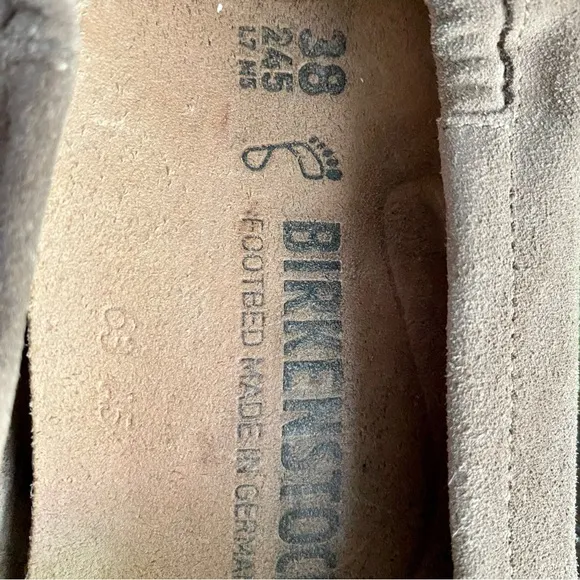 38
245
L7 M5
BIRKENSTOC
FOOTBED MADE IN GERMA